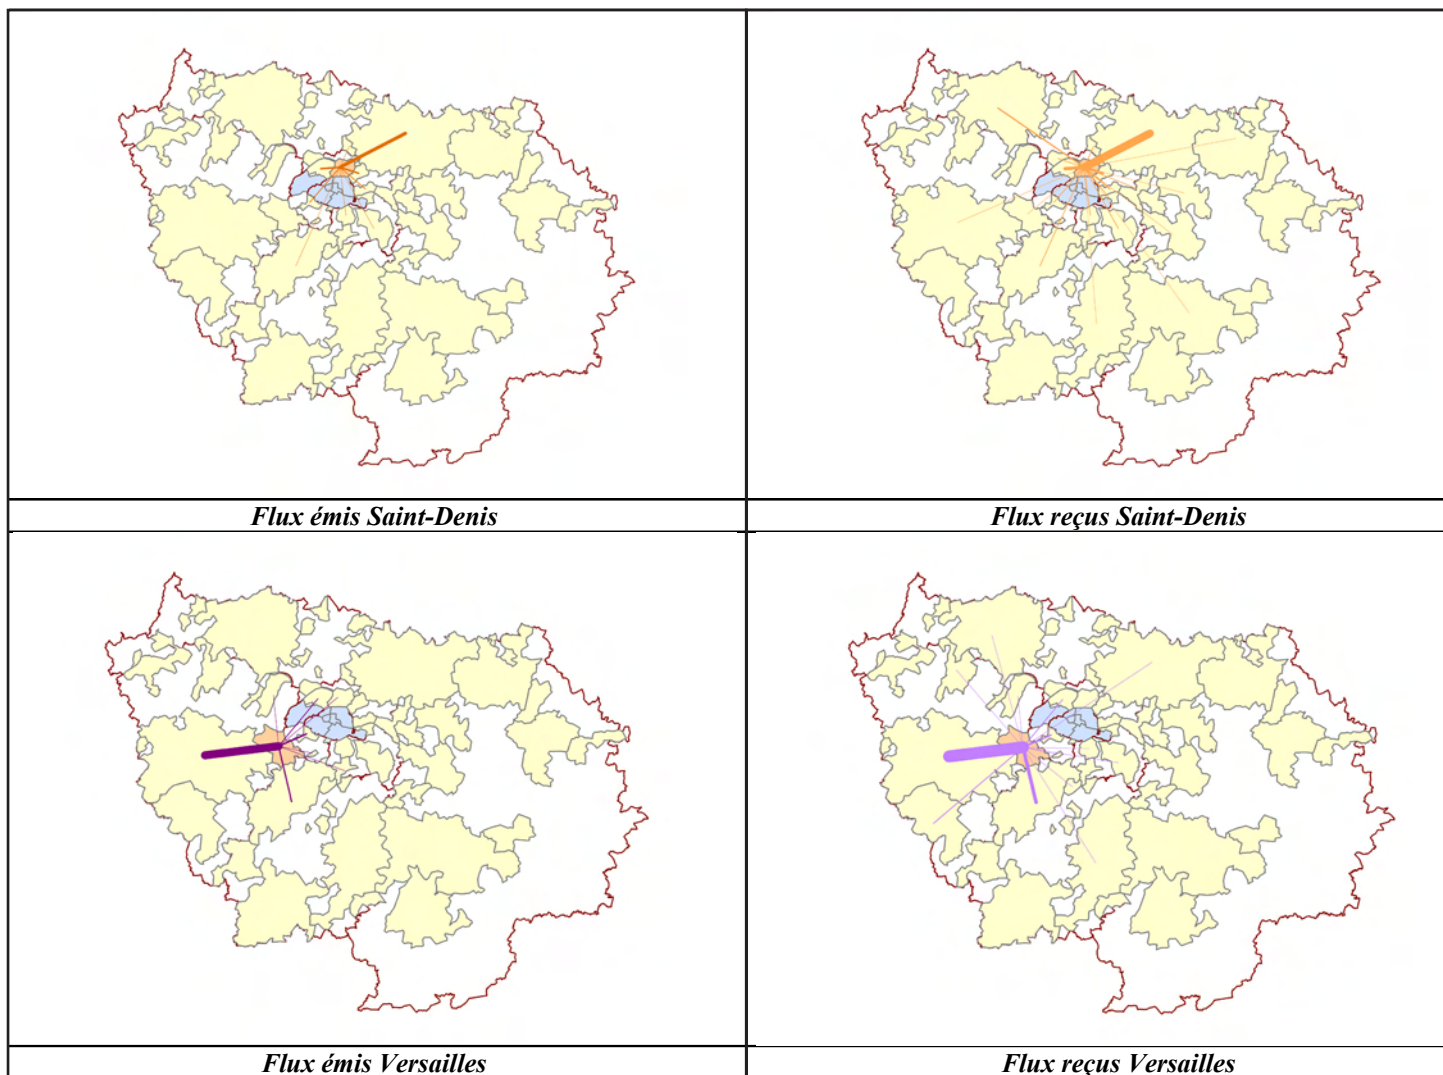 Flux émis Saint-Denis
Flux reçus Saint-Denis
Flux émis Versailles
Flux reçus Versailles